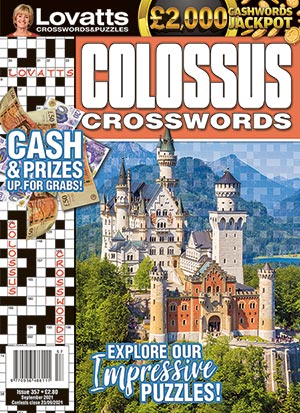 Lovatts
CROSSWORDS&PUZZLES
£2,000 CASHWORDS
JACKPOT
COLOSSUS
CROSSWORDS
LOVATTS
CASH
& PRIZES
UP FOR GRABS!
COLOSSUS
CROSSWORDS
EXPLORE OUR
Impressive
PUZZLES!
Issue 357 • £2.80
September 2021
Contests close 23/09/2021